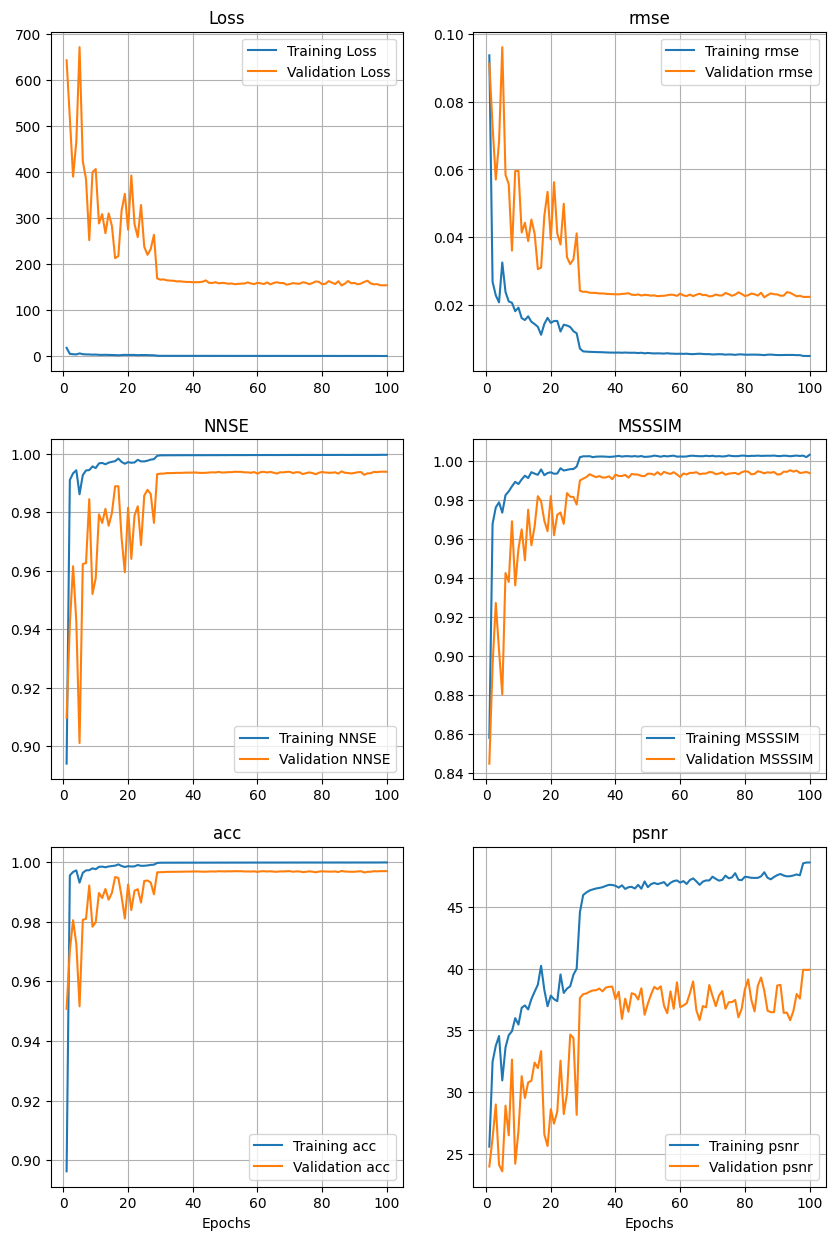 Loss
rmse
700
600
500
400
300
200
100
0
0 20 40 60 80 100
Training Loss
Validation Loss
0.10
0.08
0.06
0.04
0.02
0 20 40 60 80 100
Training rmse
Validation rmse
NNSE
MSSSIM
1.00
0.98
0.96
0.94
0.92
0.90
0 20 40 60 80 100
Training NNSE
Validation NNSE
1.00
0.98
0.96
0.94
0.92
0.90
0.88
0.86
0.84
0 20 40 60 80 100
Training MSSSIM
Validation MSSSIM
acc
psnr
1.00
0.98
0.96
0.94
0.92
0.90
0 20 40 60 80 100
Training acc
Validation acc
Epochs
45
40
35
30
25
0 20 40 60 80 100
Training psnr
Validation psnr
Epochs